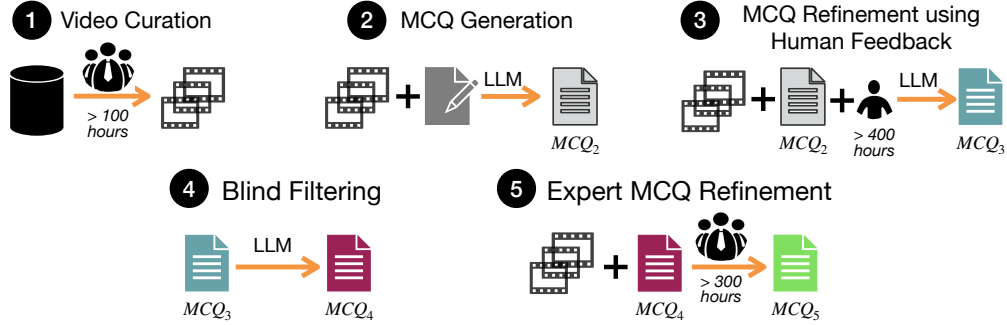 1 Video Curation
> 100
hours
2 MCQ Generation
LLM
MCQ₂
3 MCQ Refinement using
Human Feedback
LLM
> 400
hours
MCQ₂
MCQ₃
4 Blind Filtering
LLM
MCQ₃
MCQ₄
5 Expert MCQ Refinement
> 300
hours
MCQ₄
MCQ₅